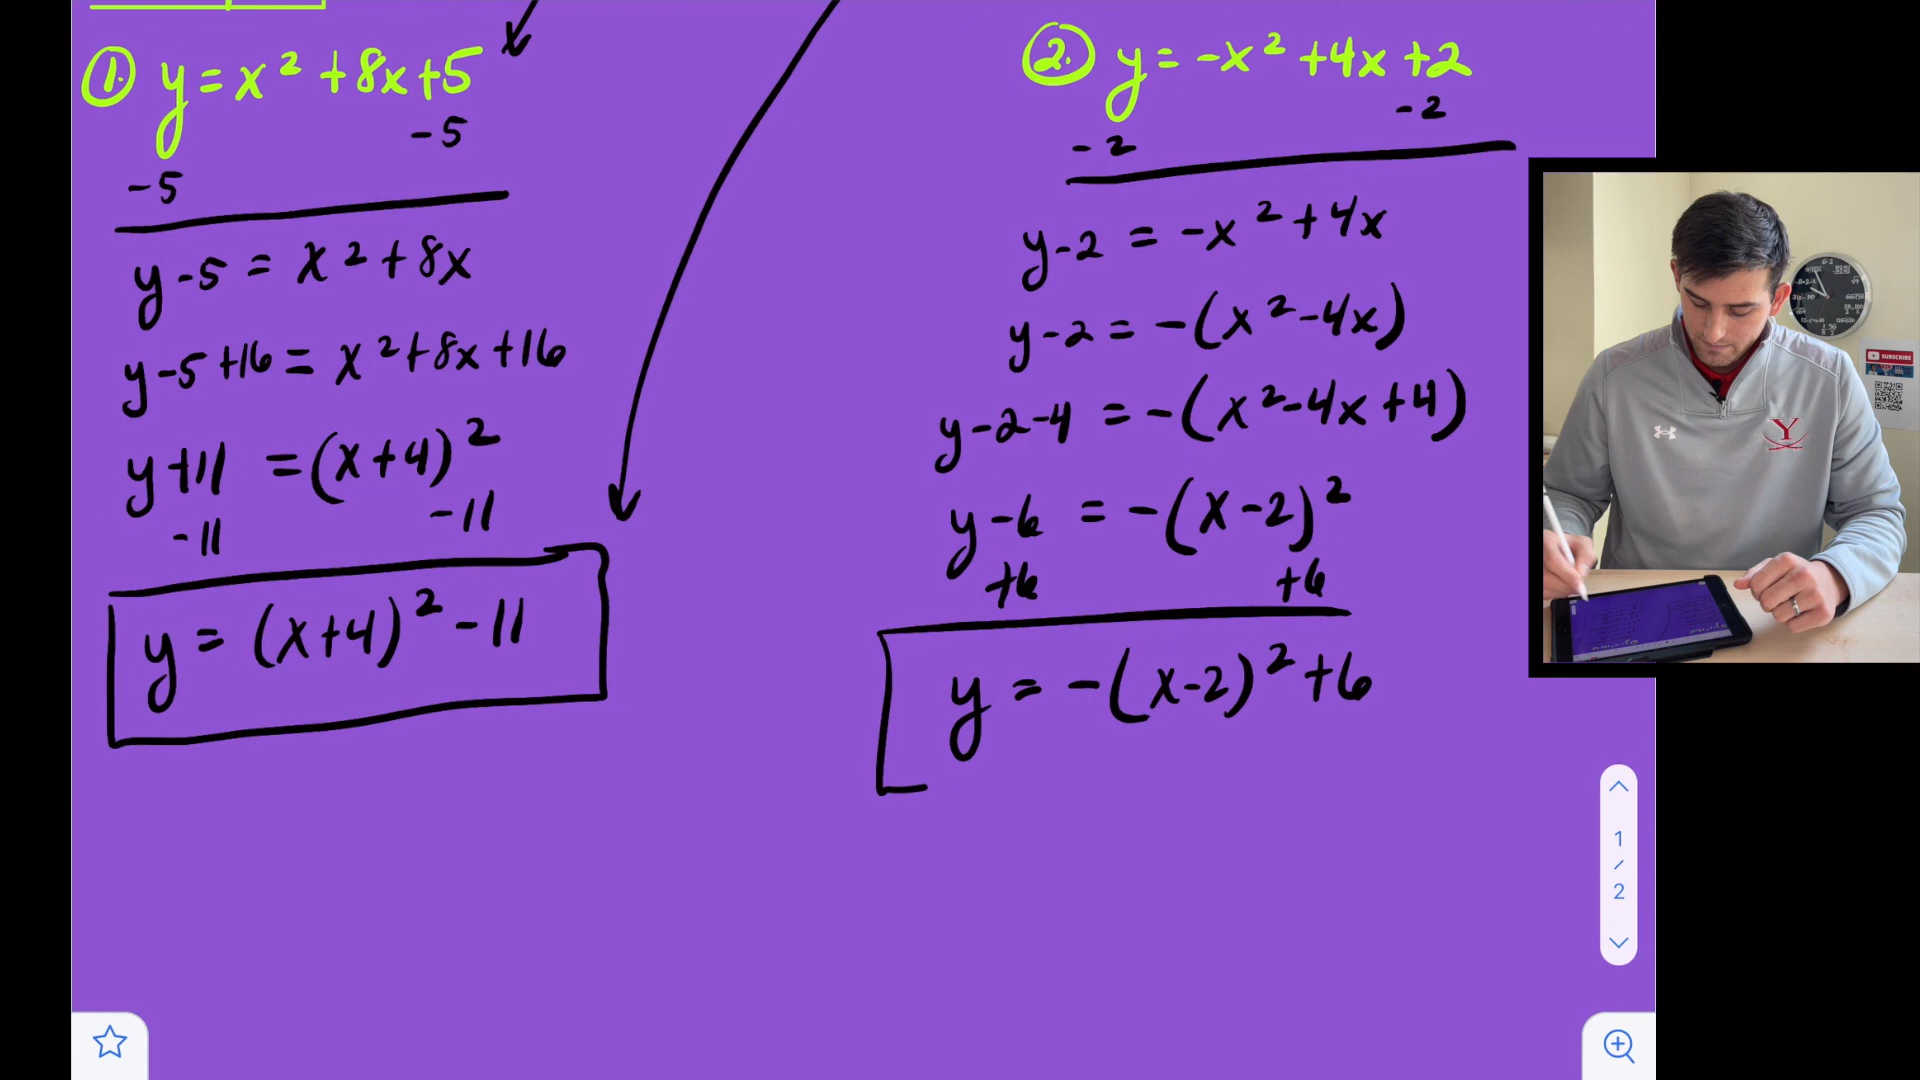 ① y = x² + 8x + 5
- 5
- 5
y - 5 = x² + 8x
y - 5 + 16 = x² + 8x + 16
y + 11 = (x + 4)²
- 11
- 11
y = (x + 4)² - 11
②. y = -x² + 4x + 2
- 2
- 2
y - 2 = -x² + 4x
y - 2 = -(x² - 4x)
y - 2 - 4 = -(x² - 4x + 4)
y - 6 = -(x - 2)²
+6
+6
y = -(x - 2)² + 6
SUBSCRIBE
Y
1
/
2